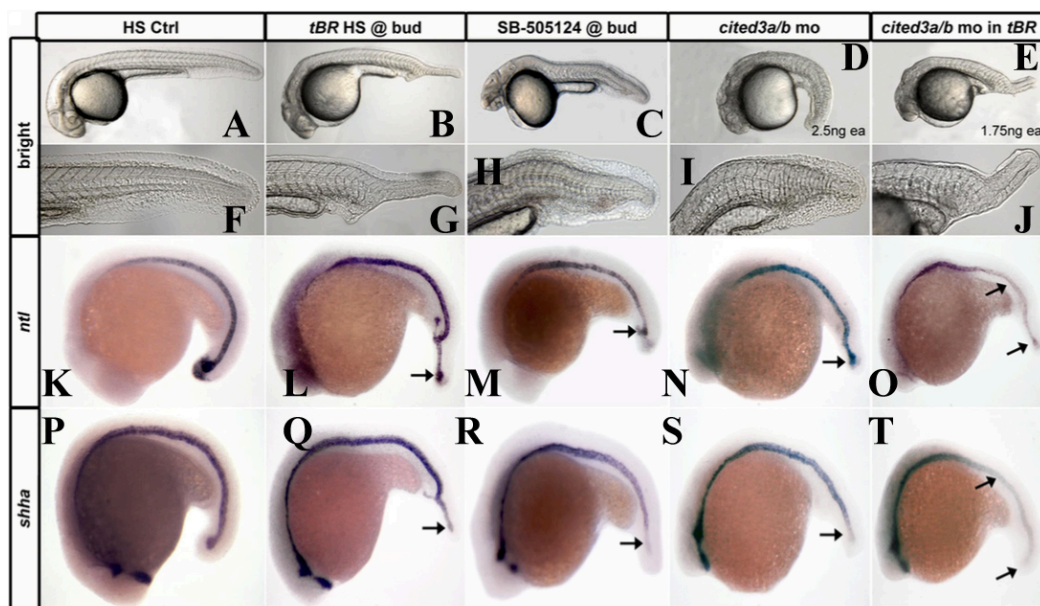 HS Ctrl
tBR HS @ bud
SB-505124 @ bud
cited3a/b mo
cited3a/b mo in tBR
bright
A
B
C
D
2.5ng ea
E
1.75ng ea
F
G
H
I
J
ntl
K
L
M
N
O
shha
P
Q
R
S
T